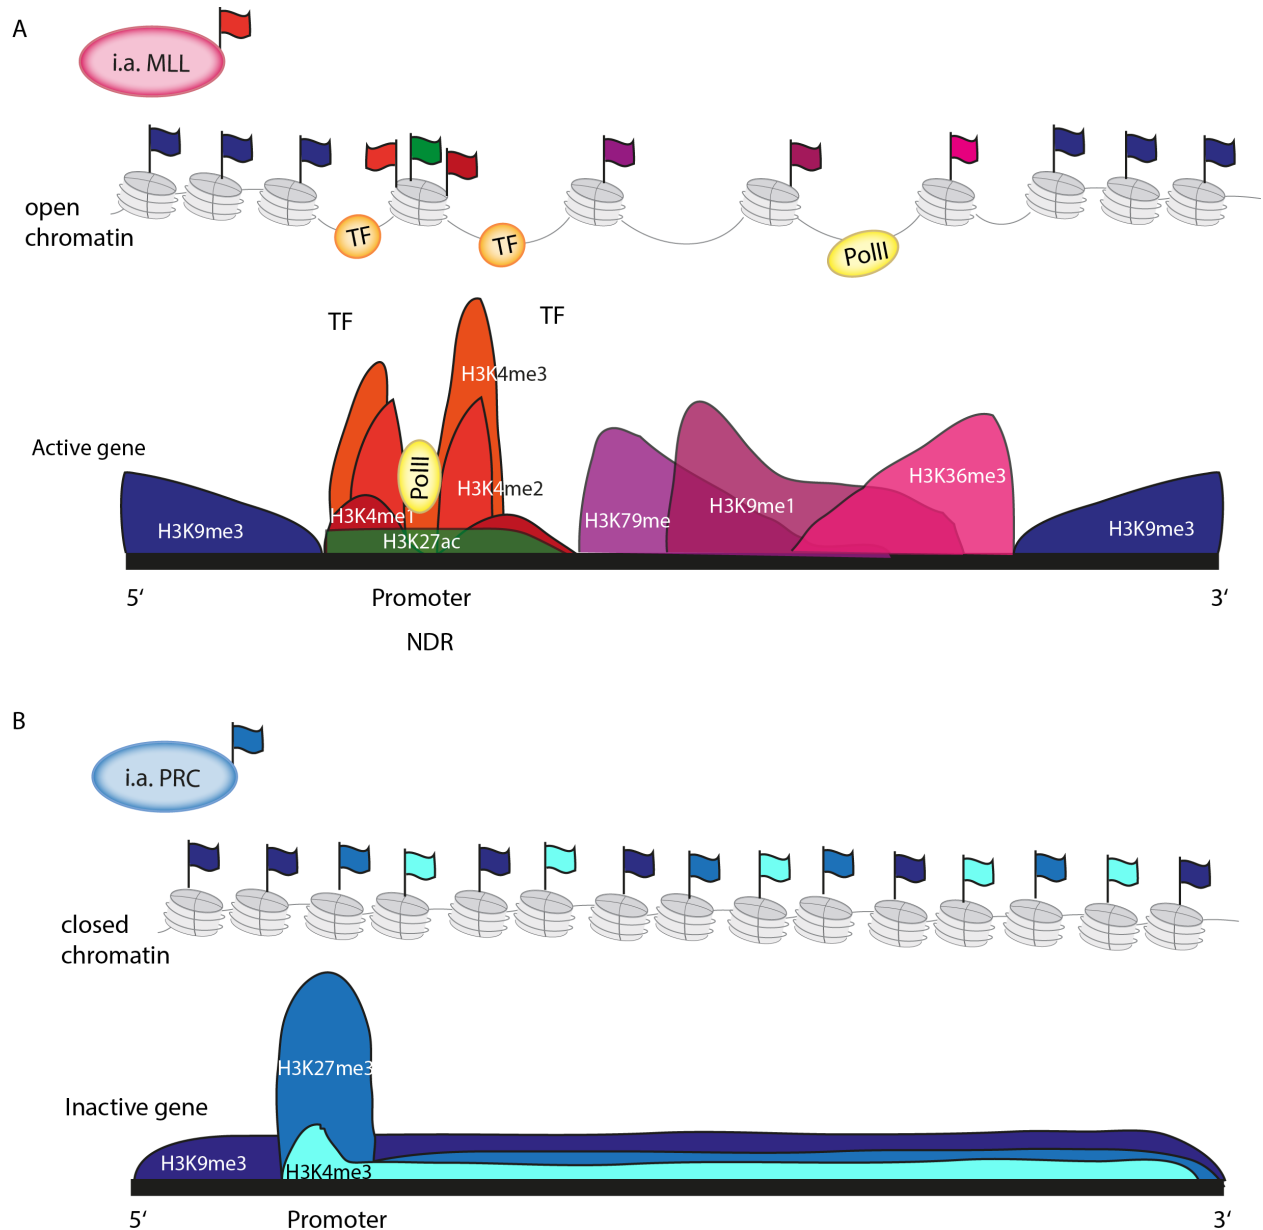 A
i.a. MLL
open
chromatin
TF
TF
PolII
TF
TF
H3K4me3
Active gene
PolII
H3K4me2
H3K36me3
H3K9me1
H3K4me1
H3K79me
H3K9me3
H3K27ac
H3K9me3
5‘
Promoter
3‘
NDR
B
i.a. PRC
closed
chromatin
H3K27me3
Inactive gene
H3K9me3
H3K4me3
5‘
Promoter
3‘